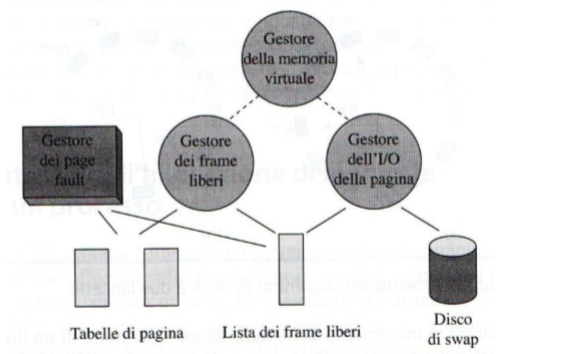 Gestore
della memoria
virtuale
Gestore
dei page
fault
Gestore
dei frame
liberi
Gestore
dell'I/O
della pagina
Tabelle di pagina
Lista dei frame liberi
Disco
di swap